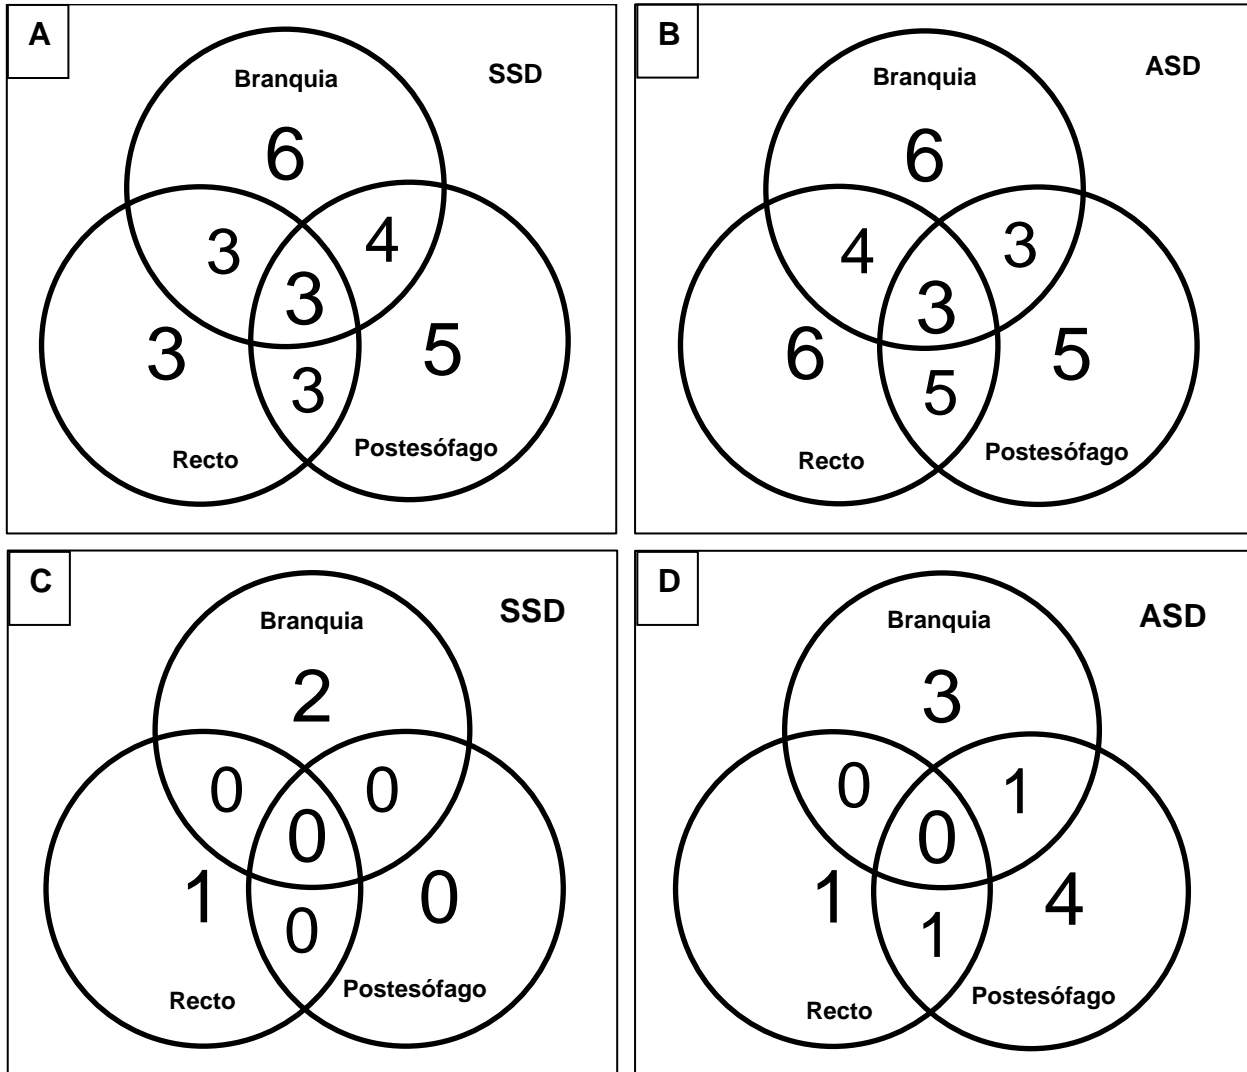 A
SSD
Branquia
6
3
4
3
3
5
3
Recto
Postesófago
B
ASD
Branquia
6
4
3
3
6
5
5
Recto
Postesófago
C
SSD
Branquia
2
0
0
0
1
0
0
Recto
Postesófago
D
ASD
Branquia
3
0
1
0
1
4
1
Recto
Postesófago